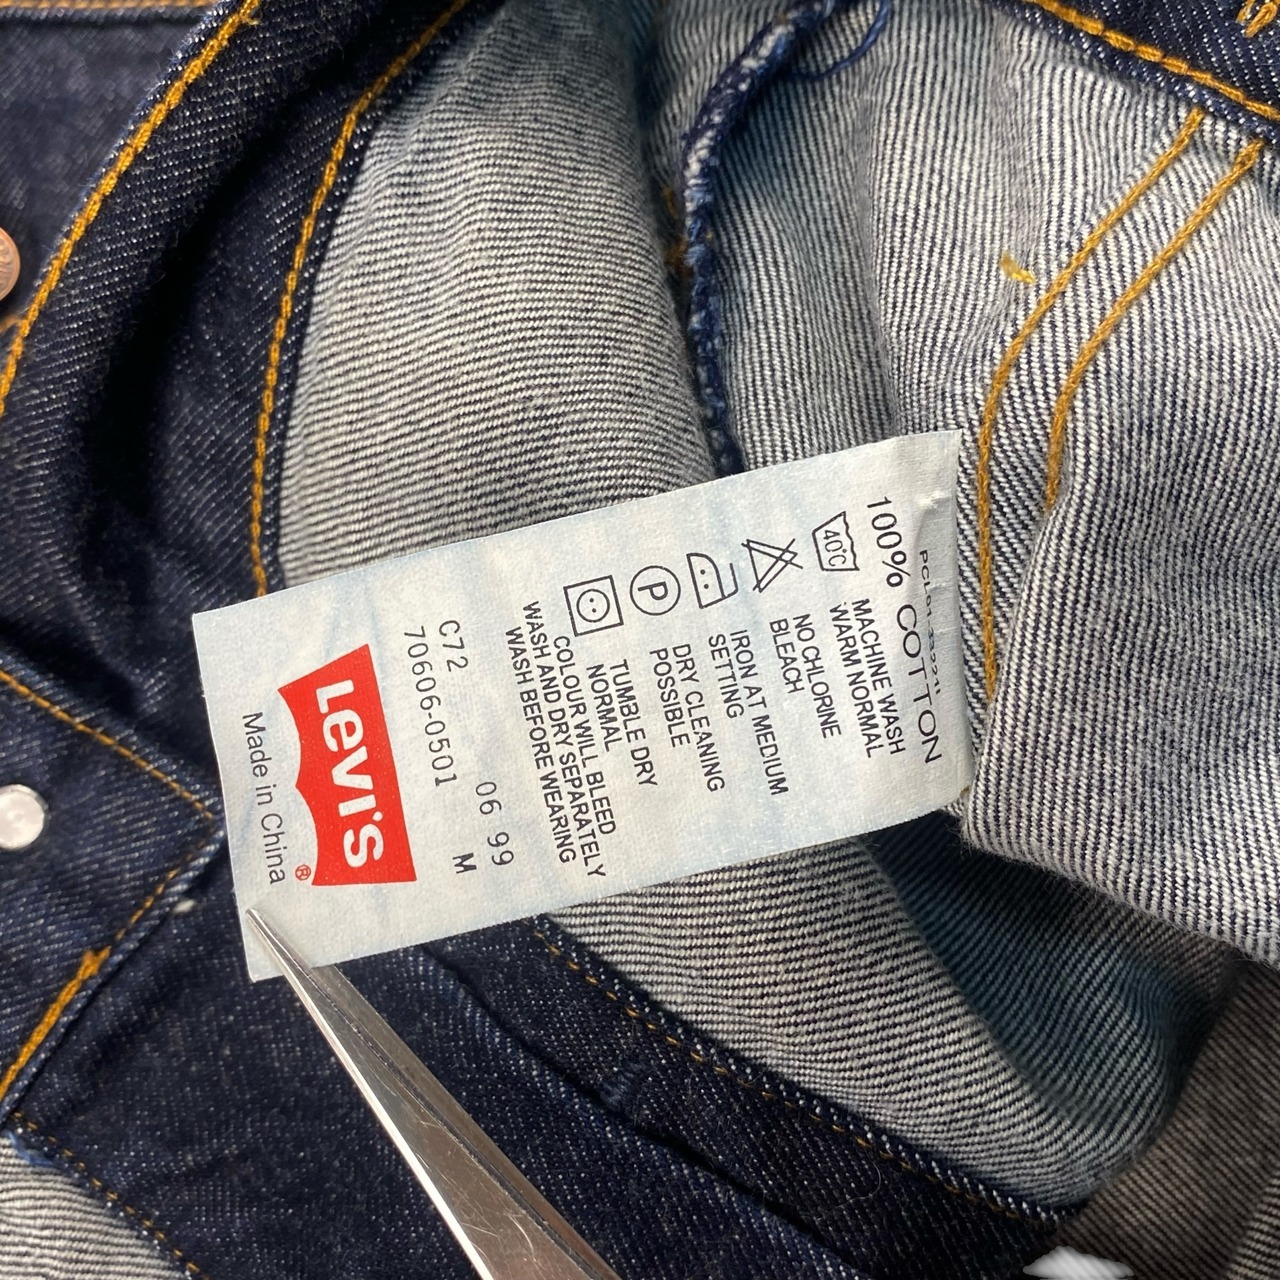 100% COTTON
40°C
MACHINE WASH
WARM NORMAL
NO CHLORINE
BLEACH
IRON AT MEDIUM
SETTING
P
DRY CLEANING
POSSIBLE
TUMBLE DRY
NORMAL
COLOUR WILL BLEED
WASH AND DRY SEPARATELY
WASH BEFORE WEARING
C72 06 99
70606-0501 M
LEVI'S®
Made in China